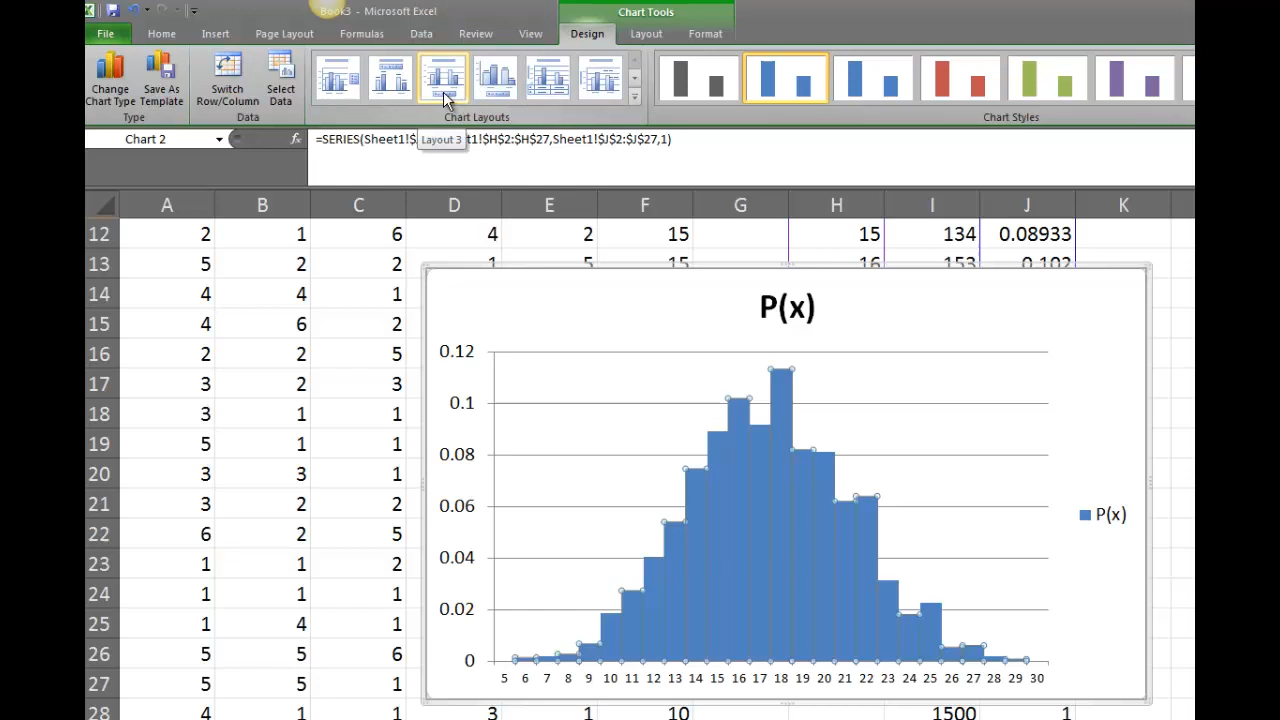 Book3 - Microsoft Excel
Chart Tools
File Home Insert Page Layout Formulas Data Review View Design Layout Format
Change Chart Type
Save As Template
Switch Row/Column
Select Data
Type Data Chart Layouts Chart Styles
Chart 2 fx =SERIES(Sheet1!$ t1!$H$2:$H$27,Sheet1!$J$2:$J$27,1)
Layout 3
A B C D E F G H I J K
12 2 1 6 4 2 15 15 134 0.08933
13 5 2 2 1 5 15 16 153 0.102
14 4 4 1
15 4 6 2
16 2 2 5
17 3 2 3
18 3 1 1
19 5 1 1
20 3 3 1
21 3 2 2
22 6 2 5
23 1 1 2
24 1 1 1
25 1 4 1
26 5 5 6
27 5 5 1
28 4 1 1 3 1 10 1500 1
P(x)
0.12
0.1
0.08
0.06
0.04
0.02
0
5 6 7 8 9 10 11 12 13 14 15 16 17 18 19 20 21 22 23 24 25 26 27 28 29 30
P(x)